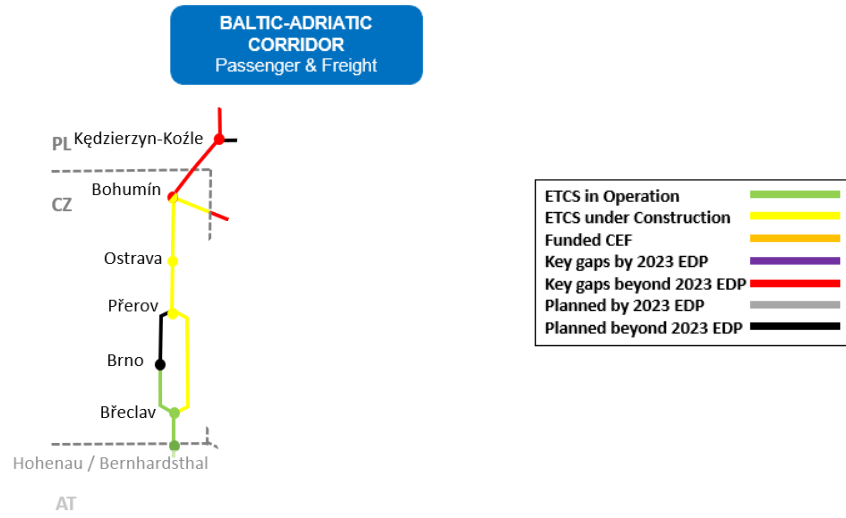 BALTIC-ADRIATIC
CORRIDOR
Passenger & Freight
PL
Kędzierzyn-Koźle
Bohumín
CZ
Ostrava
Přerov
Brno
Břeclav
Hohenau / Bernhardsthal
AT
ETCS in Operation
ETCS under Construction
Funded CEF
Key gaps by 2023 EDP
Key gaps beyond 2023 EDP
Planned by 2023 EDP
Planned beyond 2023 EDP